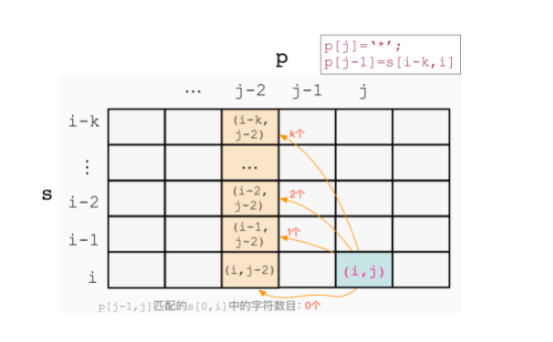 p[j]='*';
p[j-1]=s[i-k,i]
p
... j-2 j-1 j
i-k (i-k, j-2) k个
⋮ ...
s
i-2 (i-2, j-2) 2个
i-1 (i-1, j-2) 1个
i (i,j-2) (i,j)
p[j-1,j]匹配的s[0,i]中的字符数目：0个